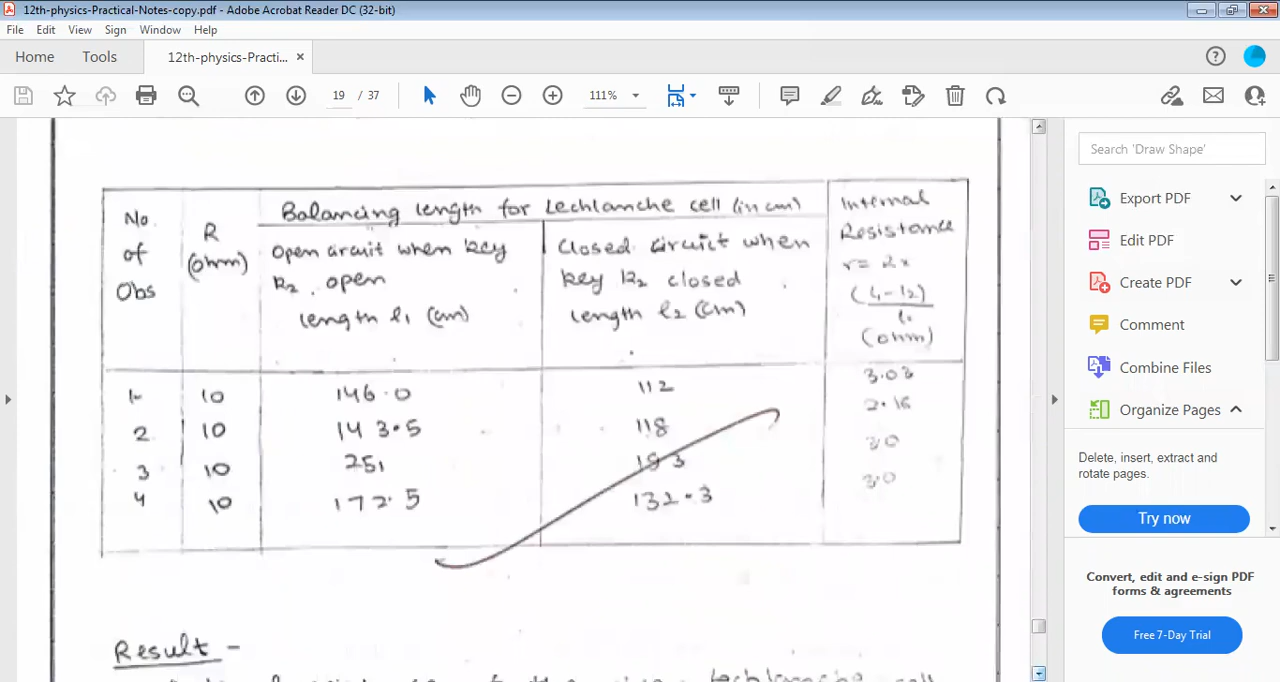 12th-physics-Practical-Notes-copy.pdf - Adobe Acrobat Reader DC (32-bit)
File Edit View Sign Window Help
Home Tools 12th-physics-Practi... ×
19 / 37 111%
Search 'Draw Shape'
Export PDF
Edit PDF
Create PDF
Comment
Combine Files
Organize Pages
Delete, insert, extract and
rotate pages.
Try now
Convert, edit and e-sign PDF
forms & agreements
Free 7-Day Trial
No. of Obs
R (ohm)
Balancing length for Lechlanche cell (in cm)
Open circuit when key
K2 open
length l1 (cm)
Closed circuit when
key K2 closed
length l2 (cm)
Internal
Resistance
(ohm)
1. 10 146.0 112 3.03
2 10 143.5 118 2.16
3 10 251 193 3.0
4 10 172.5 132.3 3.0
Result -
lechlanche cell